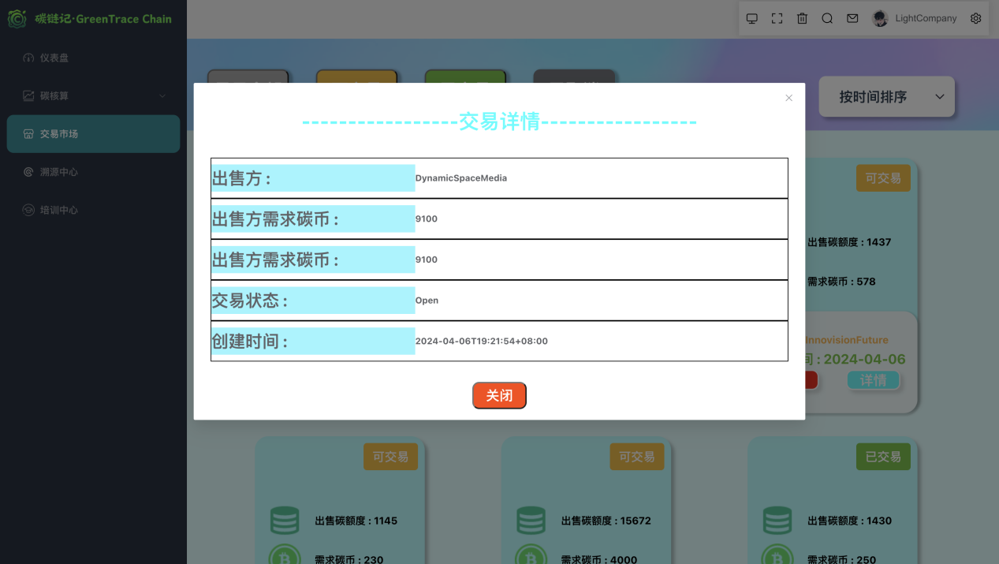 碳链记·GreenTrace Chain
LightCompany
仪表盘
碳核算
交易市场
溯源中心
培训中心
按时间排序
-----------------交易详情-----------------
出售方 : DynamicSpaceMedia
出售方需求碳币 : 9100
出售方需求碳币 : 9100
交易状态 : Open
创建时间 : 2024-04-06T19:21:54+08:00
关闭
可交易
出售碳额度 : 1437
需求碳币 : 578
InnovisionFuture
间 : 2024-04-06
详情
可交易
出售碳额度 : 1145
需求碳币 : 230
可交易
出售碳额度 : 15672
需求碳币 : 4000
已交易
出售碳额度 : 1430
需求碳币 : 250